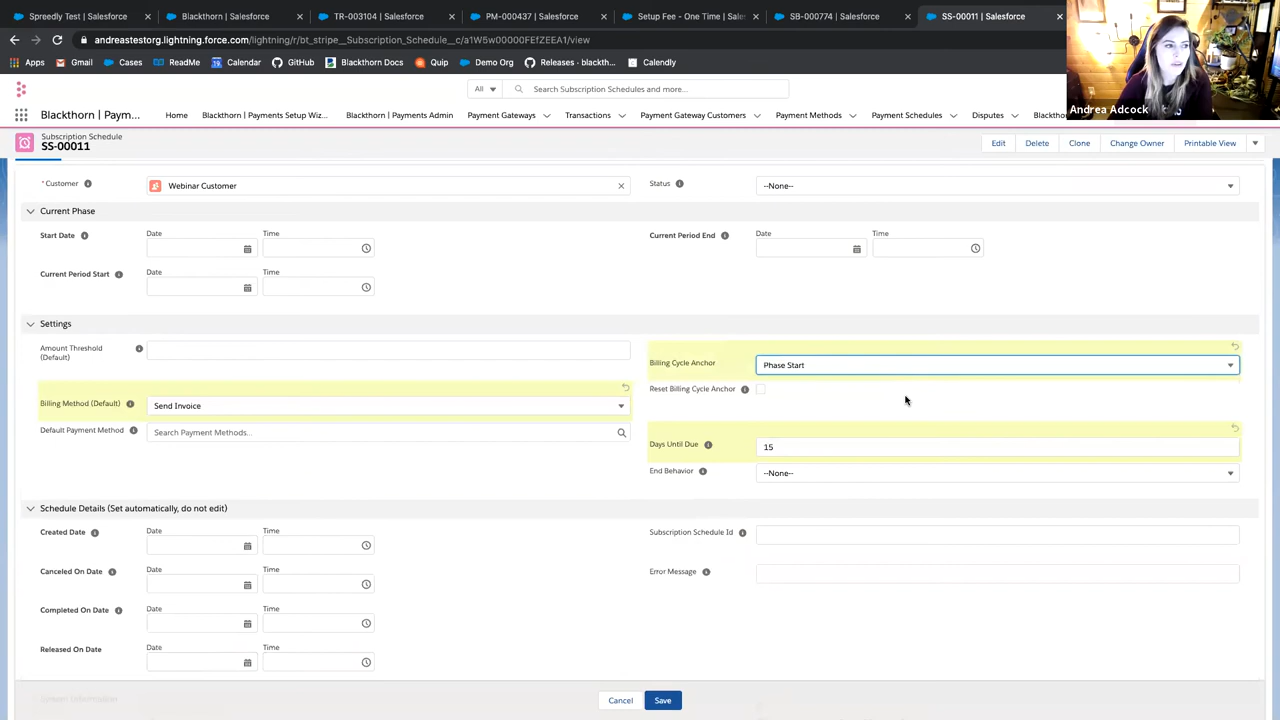 Spreedly Test | Salesforce
Blackthorn | Salesforce
TR-003104 | Salesforce
Setup Fee - One Time | Sales
SB-000774 | Salesforce
SS-00011 | Salesforce
andreastestorg.lightning.force.com/lightning/r/bt_stripe__Subscription_Schedule__c/a1W5w00000FEfZEEA1/view
Apps
Gmail
Cases
ReadMe
Calendar
GitHub
Blackthorn Docs
Quip
Demo Org
Releases - blackth...
Calendly
All
Search Subscription Schedules and more...
Andrea Adcock
Blackthorn | Paym...
Home
Blackthorn | Payments Setup Wiz...
Blackthorn | Payments Admin
Payment Gateways
Transactions
Payment Gateway Customers
Payment Methods
Payment Schedules
Disputes
Subscription Schedule
SS-00011
Edit
Delete
Clone
Change Owner
Printable View
* Customer
Webinar Customer
Status
--None--
Current Phase
Start Date
Date
Time
Current Period End
Date
Time
Current Period Start
Date
Time
Settings
Amount Threshold
(Default)
Billing Cycle Anchor
Phase Start
Reset Billing Cycle Anchor
Billing Method (Default)
Send Invoice
Default Payment Method
Search Payment Methods...
Days Until Due
15
End Behavior
--None--
Schedule Details (Set automatically, do not edit)
Created Date
Date
Time
Subscription Schedule Id
Canceled On Date
Date
Time
Error Message
Completed On Date
Date
Time
Released On Date
Date
Time
Cancel
Save